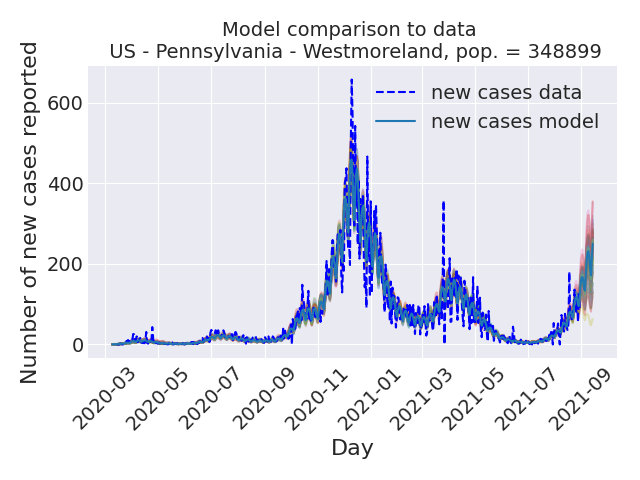 Model comparison to data
US - Pennsylvania - Westmoreland, pop. = 348899
new cases data
new cases model
Number of new cases reported
600
400
200
0
2020-03
2020-05
2020-07
2020-09
2020-11
2021-01
2021-03
2021-05
2021-07
2021-09
Day